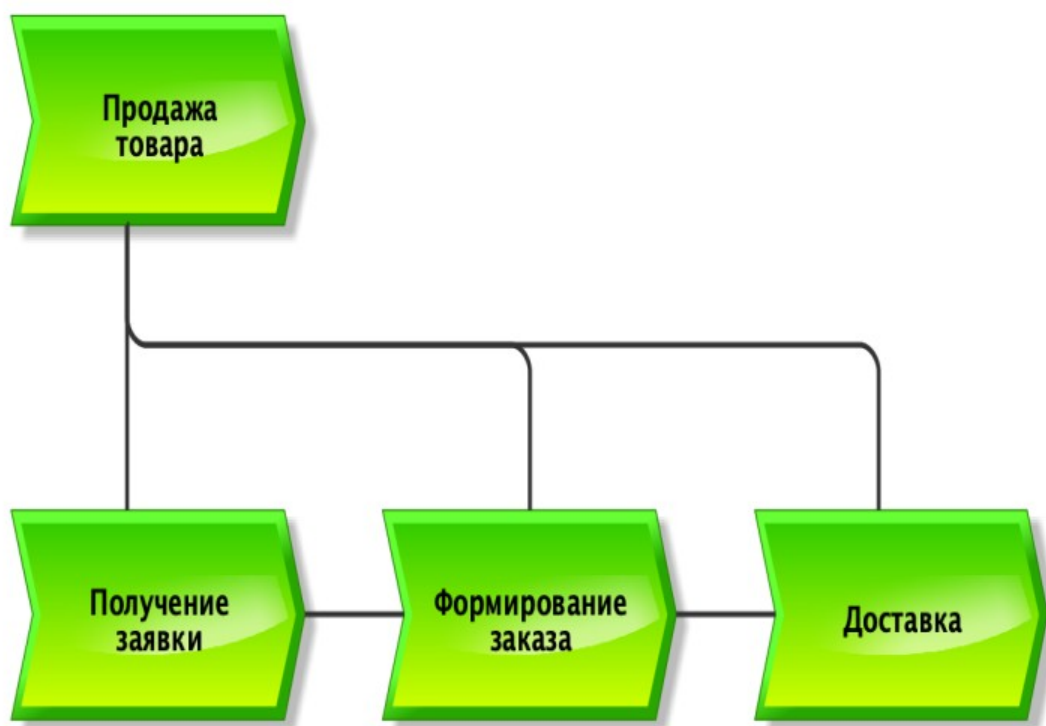 Продажа
товара
Получение
заявки
Формирование
заказа
Доставка